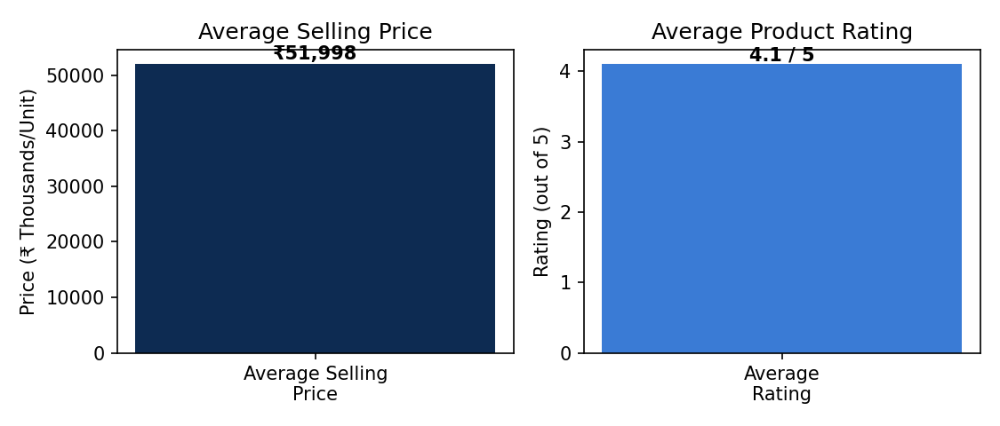 Average Selling Price
₹51,998
Price (₹ Thousands/Unit)
50000
40000
30000
20000
10000
0
Average Selling
Price
Average Product Rating
4.1 / 5
Rating (out of 5)
4
3
2
1
0
Average
Rating